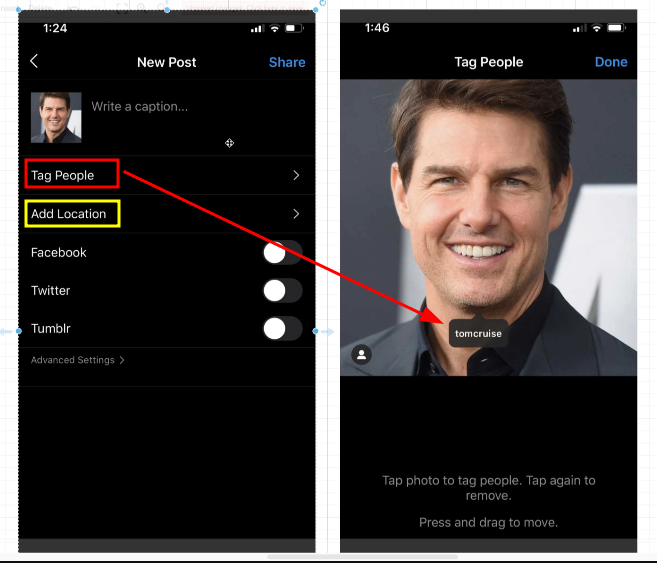 1:24
New Post
Share
Write a caption...
Tag People
Add Location
Facebook
Twitter
Tumblr
Advanced Settings >
1:46
Tag People
Done
tomcruise
Tap photo to tag people. Tap again to
remove.
Press and drag to move.